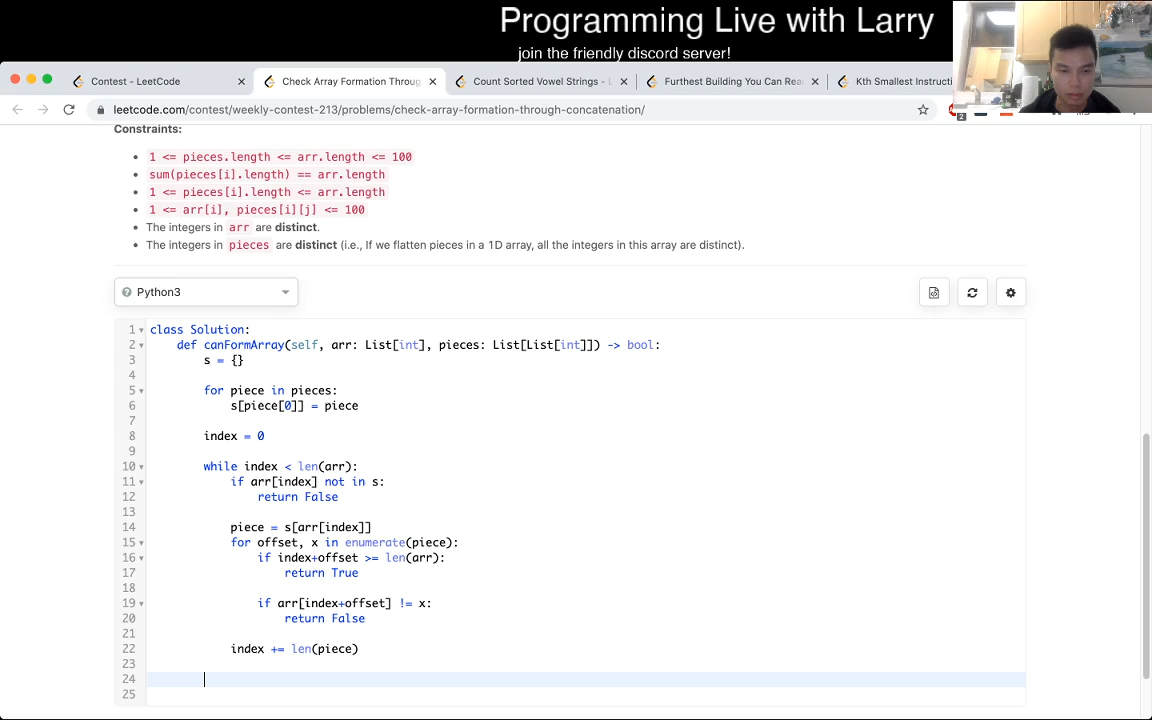 Programming Live with Larry
join the friendly discord server!
Contest - LeetCode
Check Array Formation Throug
Count Sorted Vowel Strings - L
Furthest Building You Can Rea
Kth Smallest Instructi
leetcode.com/contest/weekly-contest-213/problems/check-array-formation-through-concatenation/
2
Constraints:
1 <= pieces.length <= arr.length <= 100
sum(pieces[i].length) == arr.length
1 <= pieces[i].length <= arr.length
1 <= arr[i], pieces[i][j] <= 100
The integers in arr are distinct.
The integers in pieces are distinct (i.e., If we flatten pieces in a 1D array, all the integers in this array are distinct).
Python3
1 class Solution:
2 def canFormArray(self, arr: List[int], pieces: List[List[int]]) -> bool:
3 s = {}
4
5 for piece in pieces:
6 s[piece[0]] = piece
7
8 index = 0
9
10 while index < len(arr):
11 if arr[index] not in s:
12 return False
13
14 piece = s[arr[index]]
15 for offset, x in enumerate(piece):
16 if index+offset >= len(arr):
17 return True
18
19 if arr[index+offset] != x:
20 return False
21
22 index += len(piece)
23
24
25